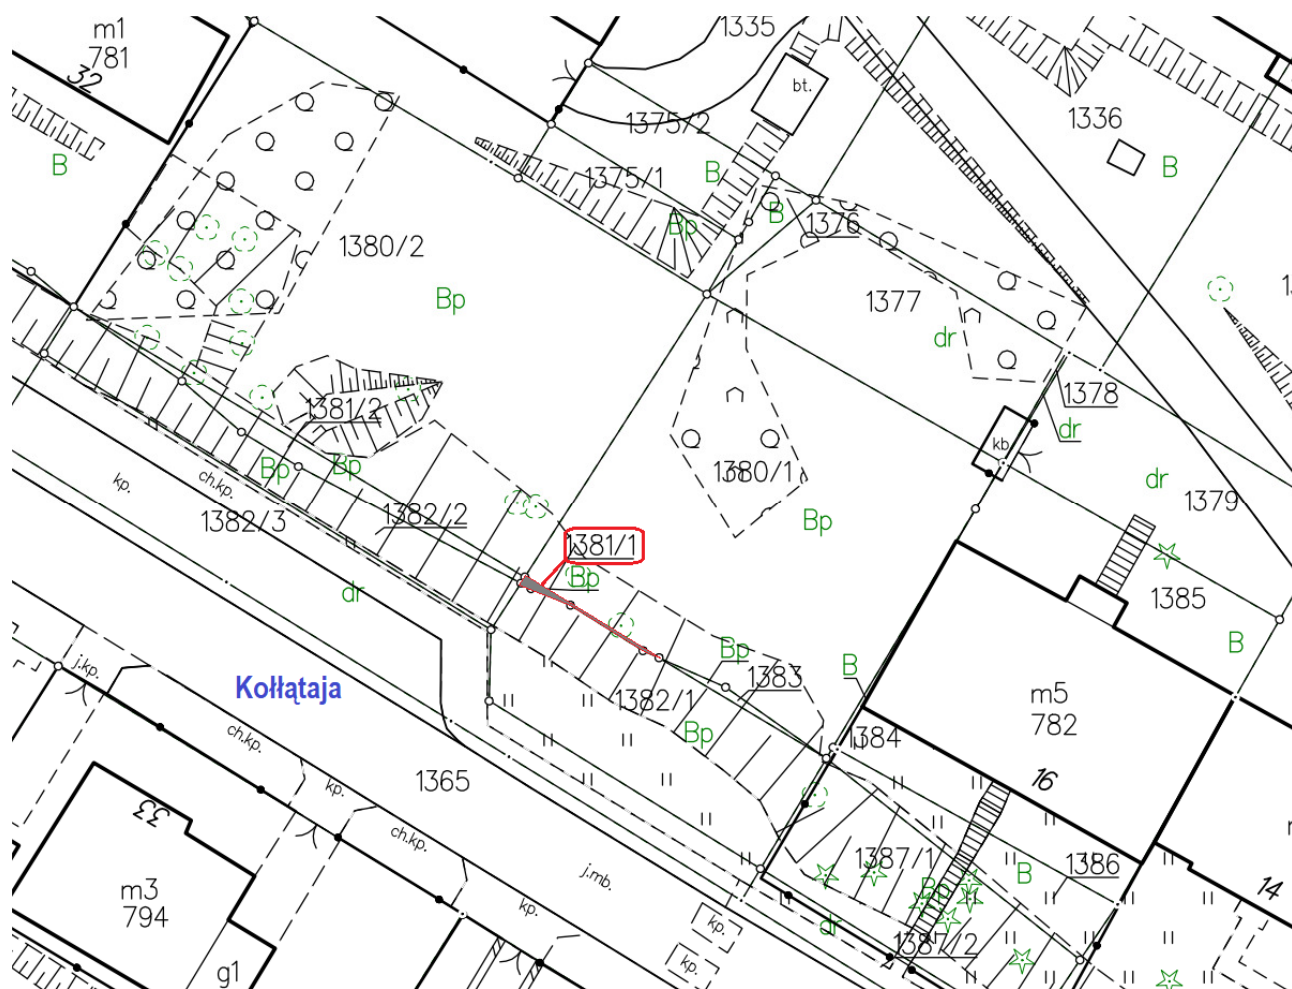 m1
781
32
1335
bt.
1336
1375/2
B
B
1375/1
B
Bp
B
1376
1380/2
1377
Bp
dr
1378
1381/2
dr
kb
Bp
Bp
1380/1
dr
1379
kp.
ch.kp.
1382/3
1382/2
Bp
1381/1
Bp
dr
1385
B
j.kp.
Kołłątaja
Bp
1383
B
1382/1
m5
782
Bp
1384
ch.kp.
16
kp.
1365
33
ch.kp.
1387/1
B
1386
j.mb.
m3
794
Bp
14
kp.
kp.
dr
1387/2
kp.
g1